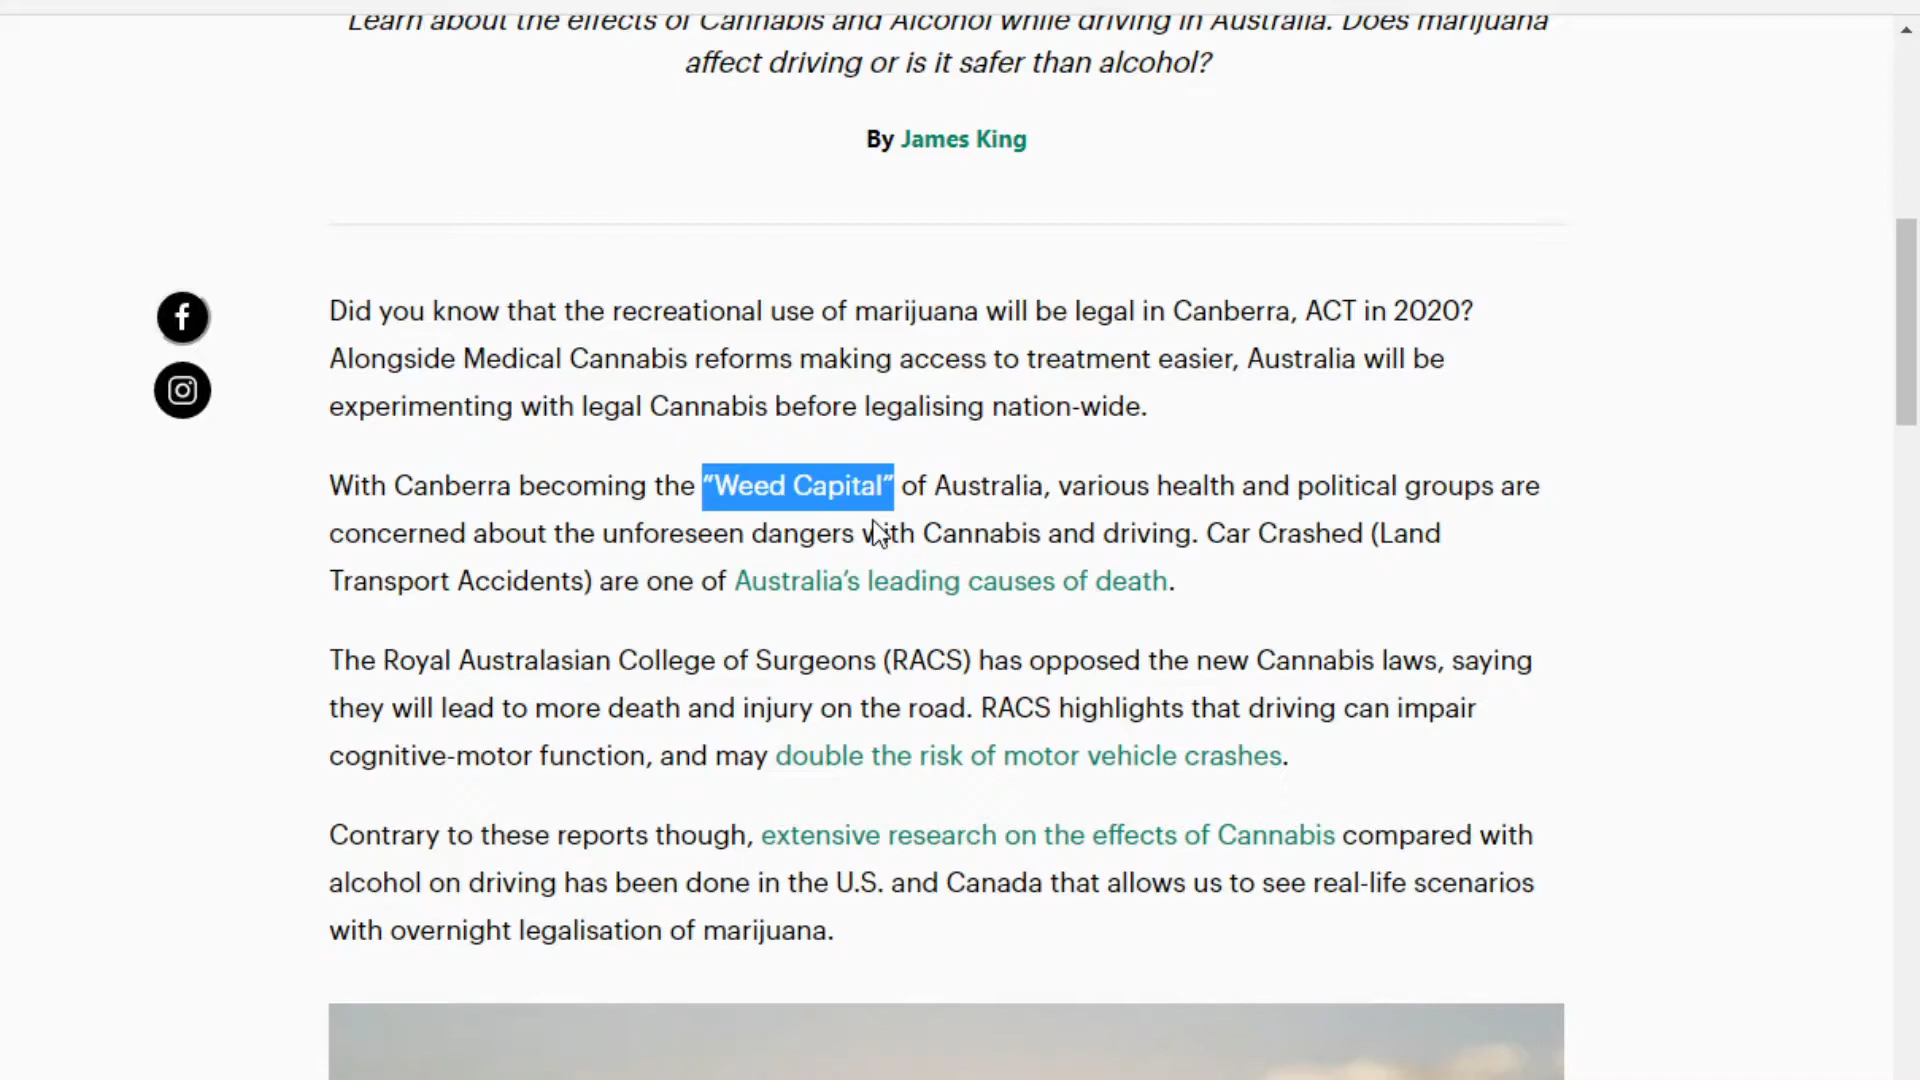 Learn about the effects of Cannabis and Alcohol while driving in Australia. Does marijuana
affect driving or is it safer than alcohol?
By James King
Did you know that the recreational use of marijuana will be legal in Canberra, ACT in 2020?
Alongside Medical Cannabis reforms making access to treatment easier, Australia will be
experimenting with legal Cannabis before legalising nation-wide.
With Canberra becoming the “Weed Capital” of Australia, various health and political groups are
concerned about the unforeseen dangers with Cannabis and driving. Car Crashed (Land
Transport Accidents) are one of Australia’s leading causes of death.
The Royal Australasian College of Surgeons (RACS) has opposed the new Cannabis laws, saying
they will lead to more death and injury on the road. RACS highlights that driving can impair
cognitive-motor function, and may double the risk of motor vehicle crashes.
Contrary to these reports though, extensive research on the effects of Cannabis compared with
alcohol on driving has been done in the U.S. and Canada that allows us to see real-life scenarios
with overnight legalisation of marijuana.